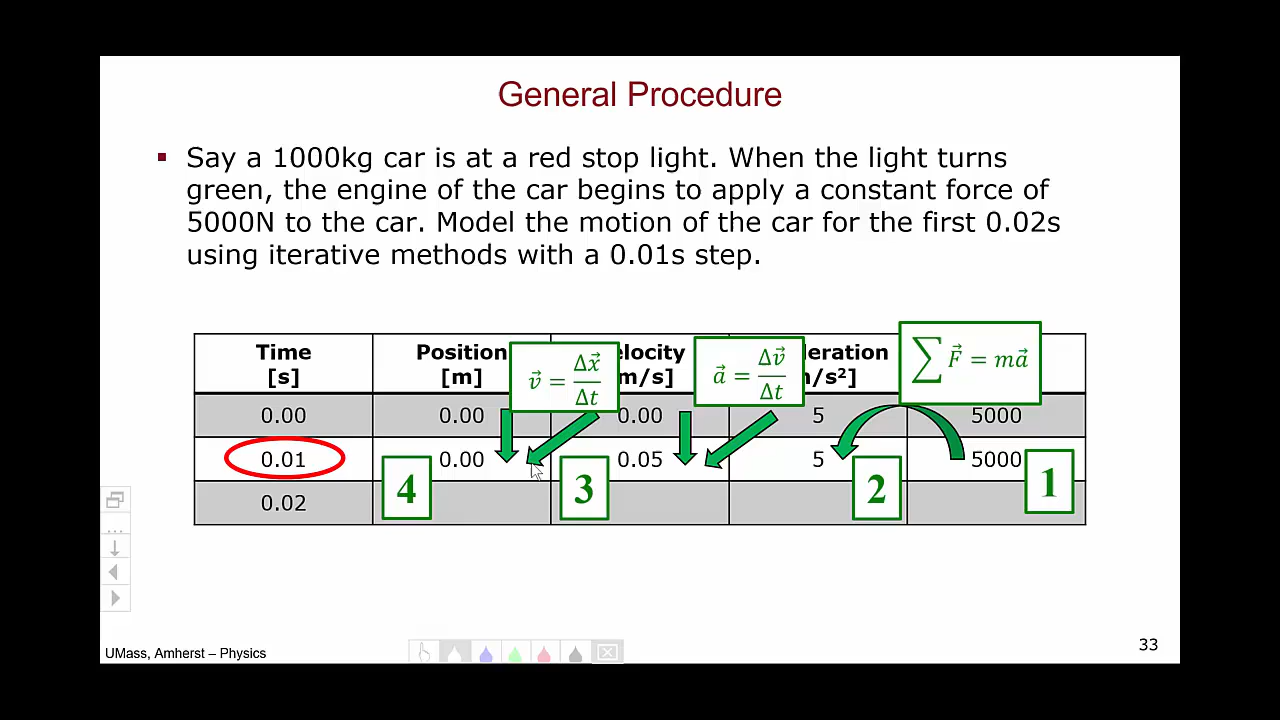 General Procedure
▪ Say a 1000kg car is at a red stop light. When the light turns
green, the engine of the car begins to apply a constant force of
5000N to the car. Model the motion of the car for the first 0.02s
using iterative methods with a 0.01s step.
Time Position elocity leration
[s] [m] m/s] /s²]
v⃗ = Δx⃗/Δt
a⃗ = Δv⃗/Δt
∑ F⃗ = ma⃗
0.00 0.00 0.00 5 5000
0.01 0.00 0.05 5 5000
4 3 2 1
0.02
...
33
UMass, Amherst – Physics